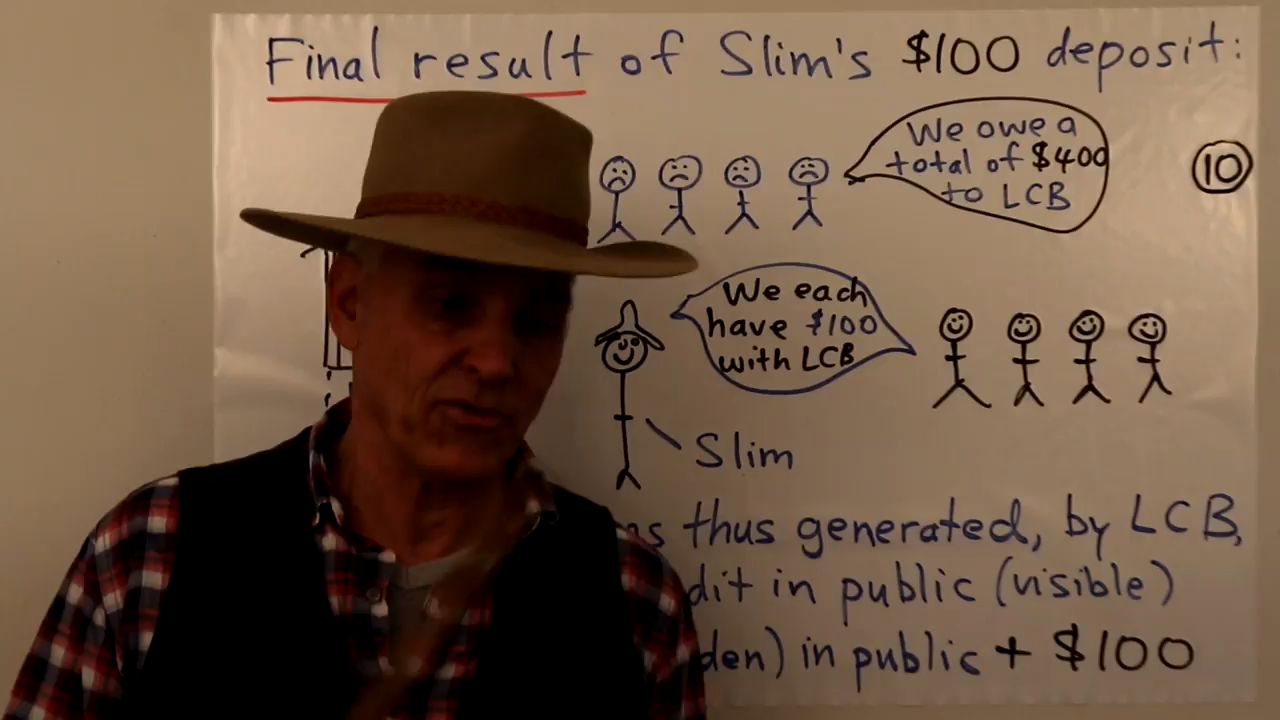 Final result of Slim's $100 deposit:
We owe a
total of $400
to LCB
10
We each
have $100
with LCB
Slim
thus generated, by LCB,
in public (visible)
in public + $100